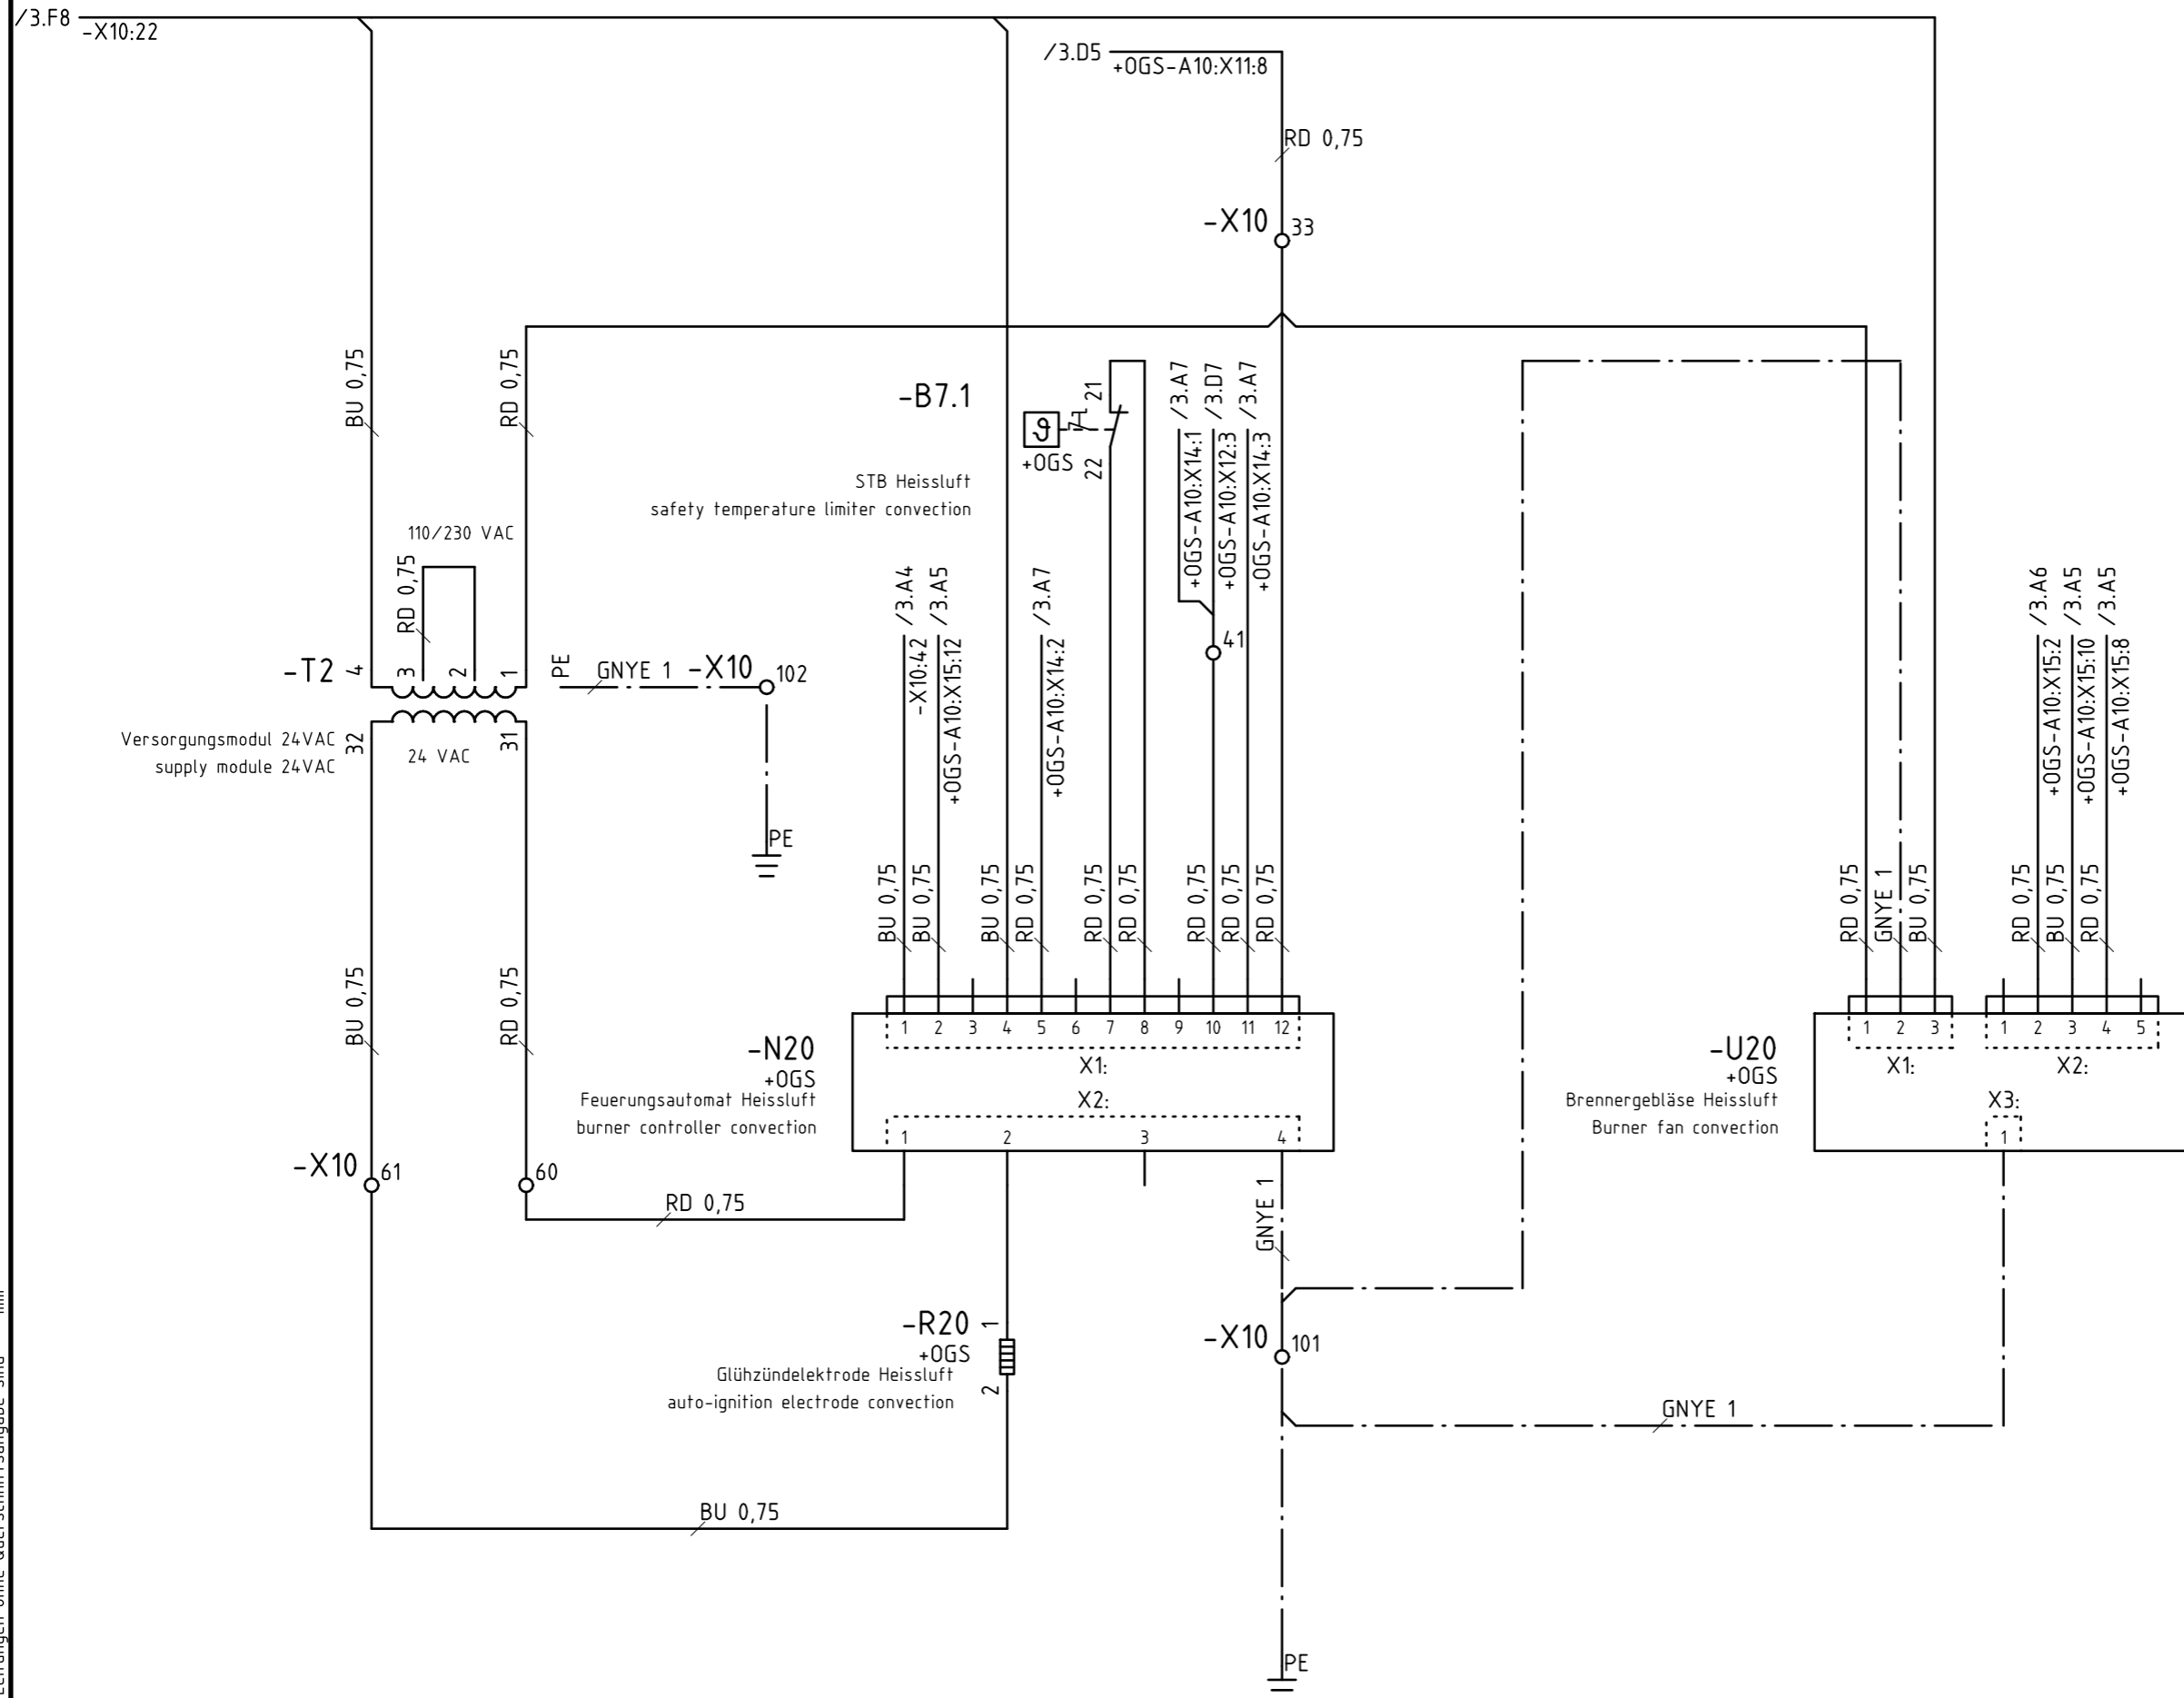 /3.F8
-X10:22
/3.D5
+OGS-A10:X11:8
RD 0,75
-X10 33
BU 0,75
RD 0,75
-B7.1
21
22
ϑ
+OGS
STB Heissluft
safety temperature limiter convection
/3.A7
/3.D7
/3.A7
+OGS-A10:X14:1
+OGS-A10:X12:3
+OGS-A10:X14:3
41
110/230 VAC
RD 0,75
-T2 4 3 2 1
PE GNYE 1 -X10 102
PE
Versorgungsmodul 24VAC
supply module 24VAC
32 24 VAC 31
/3.A4
/3.A5
/3.A7
-X10:42
+OGS-A10:X15:12
+OGS-A10:X14:2
/3.A6
/3.A5
/3.A5
+OGS-A10:X15:2
+OGS-A10:X15:10
+OGS-A10:X15:8
BU 0,75
BU 0,75
BU 0,75
RD 0,75
RD 0,75
RD 0,75
RD 0,75
RD 0,75
RD 0,75
RD 0,75
GNYE 1
BU 0,75
RD 0,75
BU 0,75
RD 0,75
BU 0,75
RD 0,75
1 2 3 4 5 6 7 8 9 10 11 12
X1:
X2:
1 2 3 4
-N20
+OGS
Feuerungsautomat Heissluft
burner controller convection
1 2 3
X1:
1 2 3 4 5
X2:
X3:
1
-U20
+OGS
Brennergebläse Heissluft
Burner fan convection
-X10 61
60
RD 0,75
GNYE 1
-R20 1
+OGS
2
Glühzündelektrode Heissluft
auto-ignition electrode convection
-X10 101
GNYE 1
BU 0,75
PE